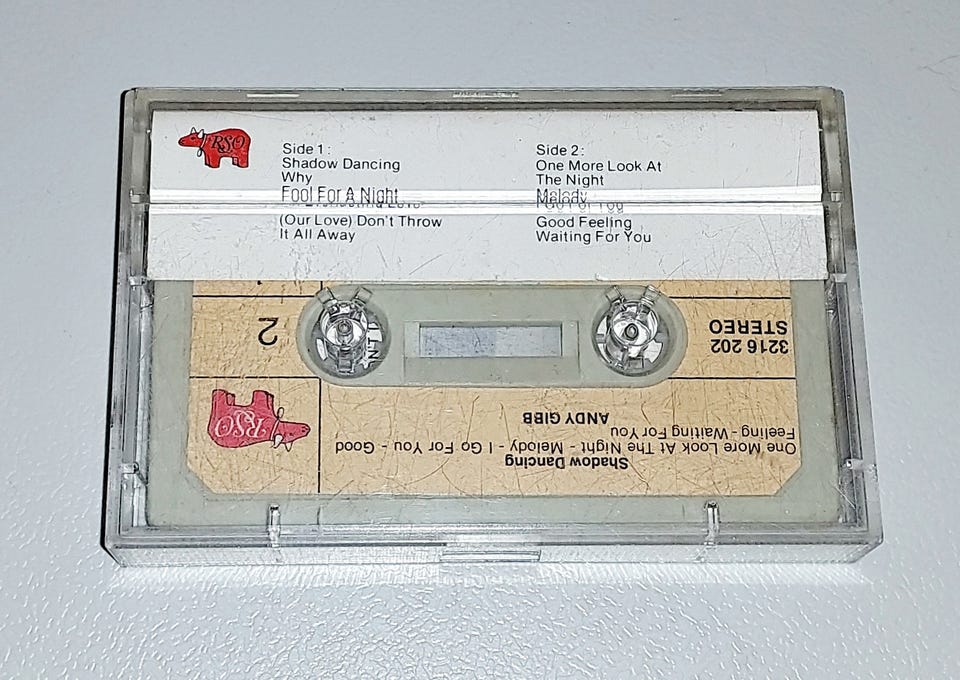 RSO
Side 1:
Shadow Dancing
Why
Fool For A Night
(Our Love) Don't Throw
It All Away
Side 2:
One More Look At
The Night
Melody
Good Feeling
Waiting For You
2
3216 202
STEREO
RSO
ANDY GIBB
Shadow Dancing
One More Look At The Night - Melody - I Go For You - Good
Feeling - Waiting For You